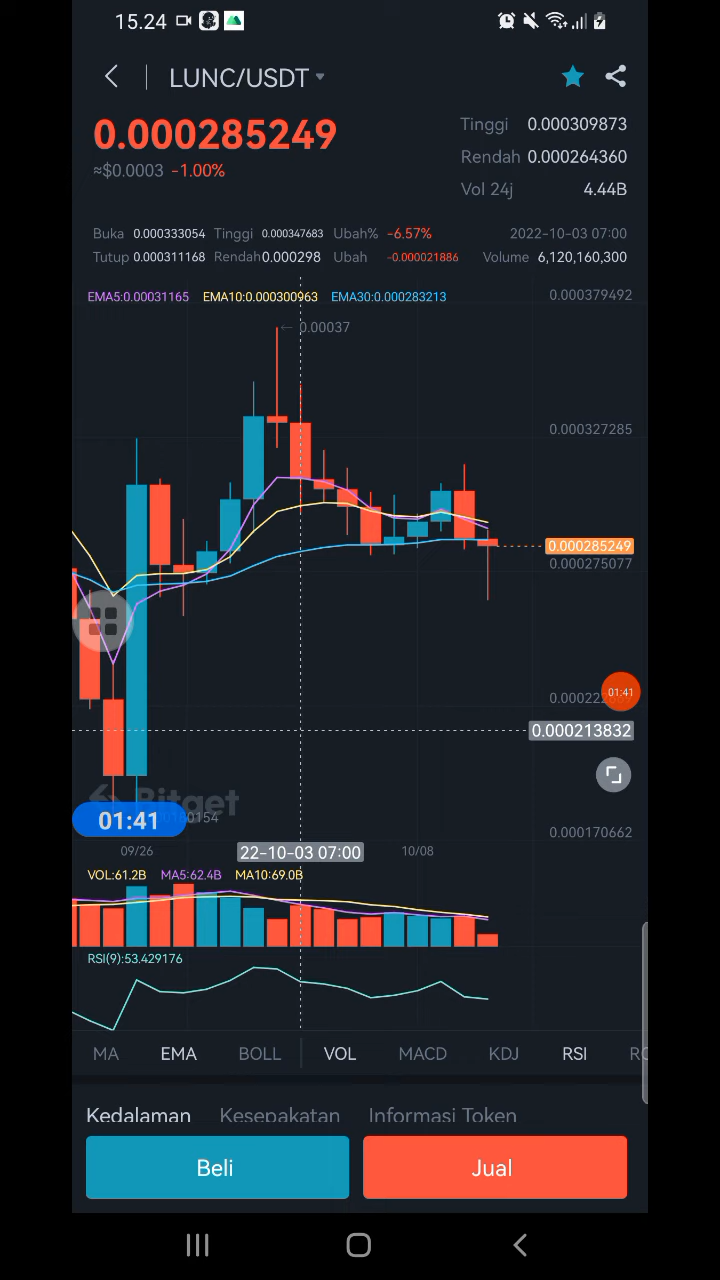 15.24
LUNC/USDT
0.000285249
≈$0.0003 -1.00%
Tinggi 0.000309873
Rendah 0.000264360
Vol 24j 4.44B
Buka 0.000333054 Tinggi 0.000347683 Ubah% -6.57% 2022-10-03 07:00
Tutup 0.000311168 Rendah 0.000298 Ubah -0.000021886 Volume 6,120,160,300
EMA5:0.00031165 EMA10:0.000300963 EMA30:0.000283213 0.000379492
← 0.00037
0.000327285
0.000285249
0.000275077
01:41
0.000213832
Bitget
01:41
0.000170662
09/26 22-10-03 07:00 10/08
VOL:61.2B MA5:62.4B MA10:69.0B
RSI(9):53.429176
MA EMA BOLL VOL MACD KDJ RSI
Kedalaman Kesepakatan Informasi Token
Beli Jual